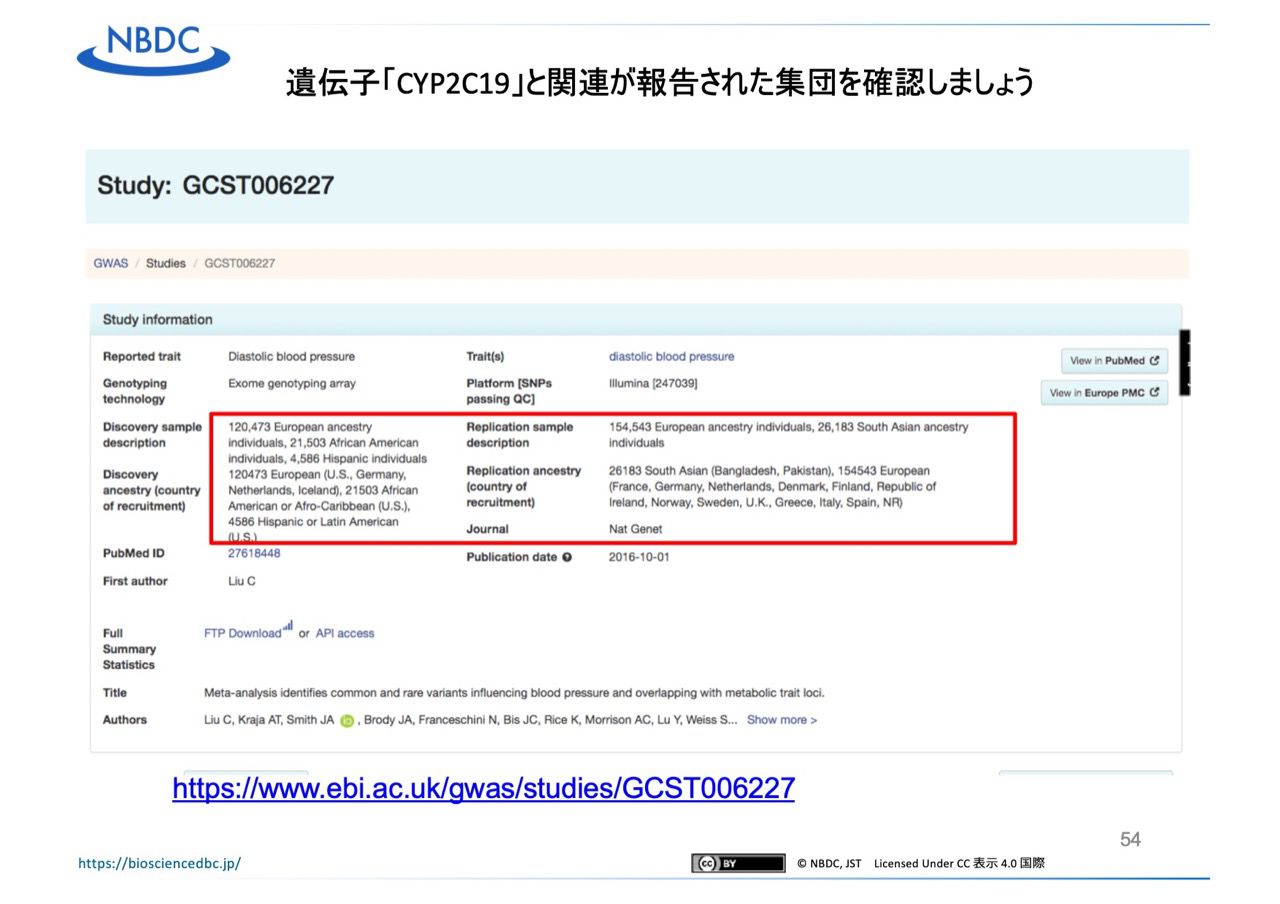 NBDC
遺伝子「CYP2C19」と関連が報告された集団を確認しましょう
Study: GCST006227
GWAS / Studies / GCST006227
Study information
Reported trait
Diastolic blood pressure
Trait(s)
diastolic blood pressure
View in PubMed
Genotyping
technology
Exome genotyping array
Platform [SNPs
passing QC]
Illumina [247039]
View in Europe PMC
Discovery sample
description
120,473 European ancestry
individuals, 21,503 African American
individuals, 4,586 Hispanic individuals
Replication sample
description
154,543 European ancestry individuals, 26,183 South Asian ancestry
individuals
Discovery
ancestry (country
of recruitment)
120473 European (U.S., Germany,
Netherlands, Iceland), 21503 African
American or Afro-Caribbean (U.S.),
4586 Hispanic or Latin American
(U.S.)
Replication ancestry
(country of
recruitment)
26183 South Asian (Bangladesh, Pakistan), 154543 European
(France, Germany, Netherlands, Denmark, Finland, Republic of
Ireland, Norway, Sweden, U.K., Greece, Italy, Spain, NR)
Journal
Nat Genet
PubMed ID
27618448
Publication date
2016-10-01
First author
Liu C
Full
Summary
Statistics
FTP Download or API access
Title
Meta-analysis identifies common and rare variants influencing blood pressure and overlapping with metabolic trait loci.
Authors
Liu C, Kraja AT, Smith JA iD , Brody JA, Franceschini N, Bis JC, Rice K, Morrison AC, Lu Y, Weiss S... Show more >
https://www.ebi.ac.uk/gwas/studies/GCST006227
54
https://biosciencedbc.jp/
cc BY
© NBDC, JST Licensed Under CC 表示 4.0 国際